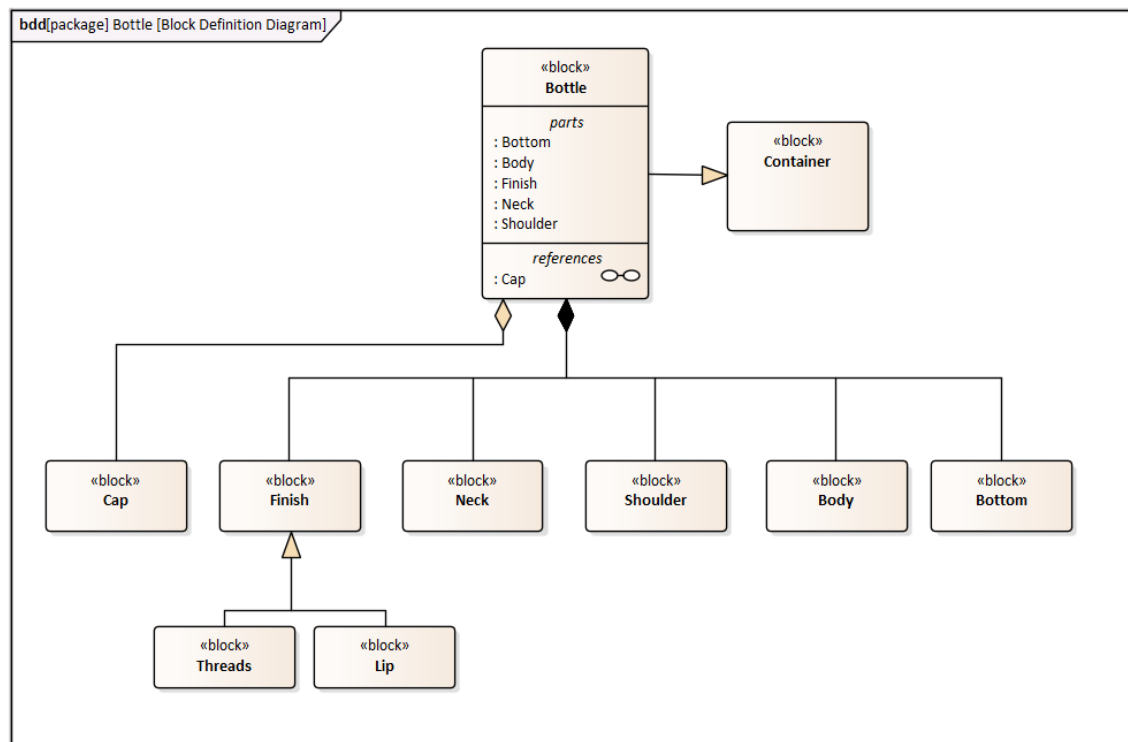 bdd[package] Bottle [Block Definition Diagram]
«block»
Bottle
parts
: Bottom
: Body
: Finish
: Neck
: Shoulder
references
: Cap
«block»
Container
«block»
Cap
«block»
Finish
«block»
Neck
«block»
Shoulder
«block»
Body
«block»
Bottom
«block»
Threads
«block»
Lip